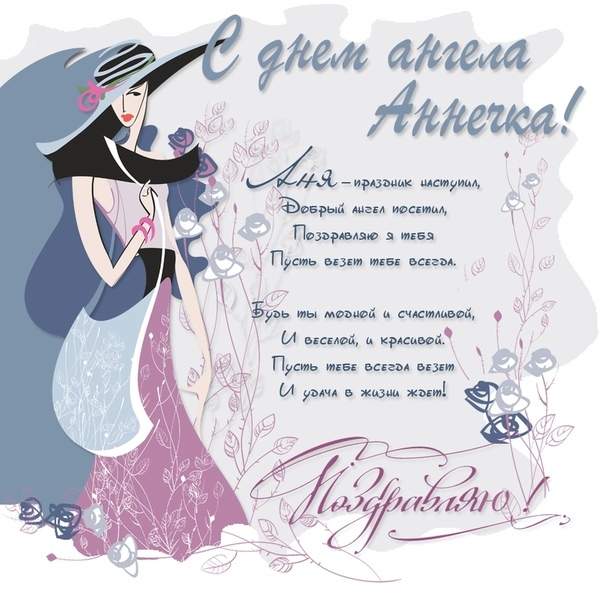 С днем ангела
Аннечка!
Аня – праздник наступил,
Добрый ангел посетил,
Поздравляю я тебя
Пусть везет тебе всегда.
Будь ты модной и счастливой,
И веселой, и красивой.
Пусть тебе всегда везет
И удача в жизни ждет!
Поздравляю!